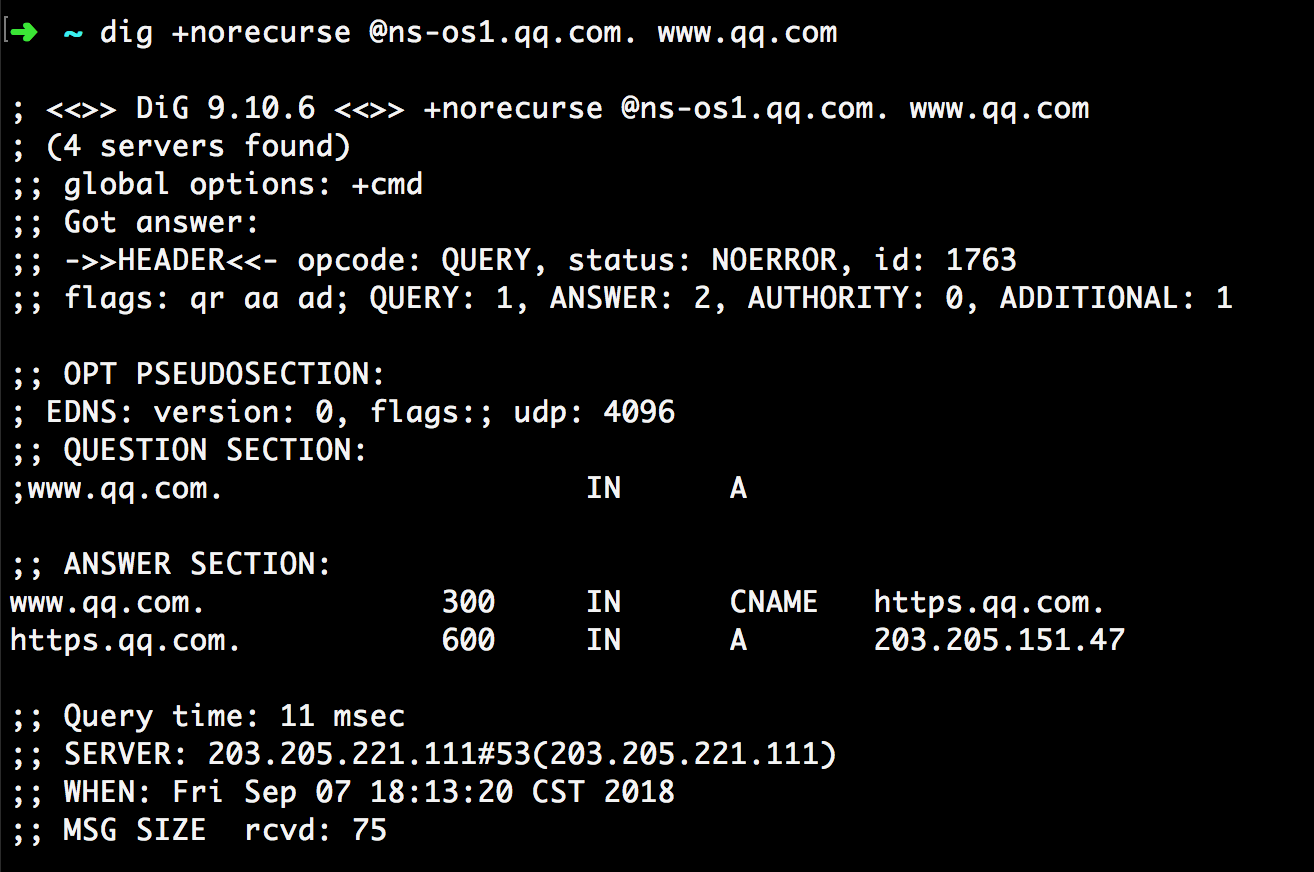 ➜ ~ dig +norecurse @ns-os1.qq.com. www.qq.com
; <<>> DiG 9.10.6 <<>> +norecurse @ns-os1.qq.com. www.qq.com
; (4 servers found)
;; global options: +cmd
;; Got answer:
;; ->>HEADER<<- opcode: QUERY, status: NOERROR, id: 1763
;; flags: qr aa ad; QUERY: 1, ANSWER: 2, AUTHORITY: 0, ADDITIONAL: 1
;; OPT PSEUDOSECTION:
; EDNS: version: 0, flags:; udp: 4096
;; QUESTION SECTION:
;www.qq.com. IN A
;; ANSWER SECTION:
www.qq.com. 300 IN CNAME https.qq.com.
https.qq.com. 600 IN A 203.205.151.47
;; Query time: 11 msec
;; SERVER: 203.205.221.111#53(203.205.221.111)
;; WHEN: Fri Sep 07 18:13:20 CST 2018
;; MSG SIZE rcvd: 75